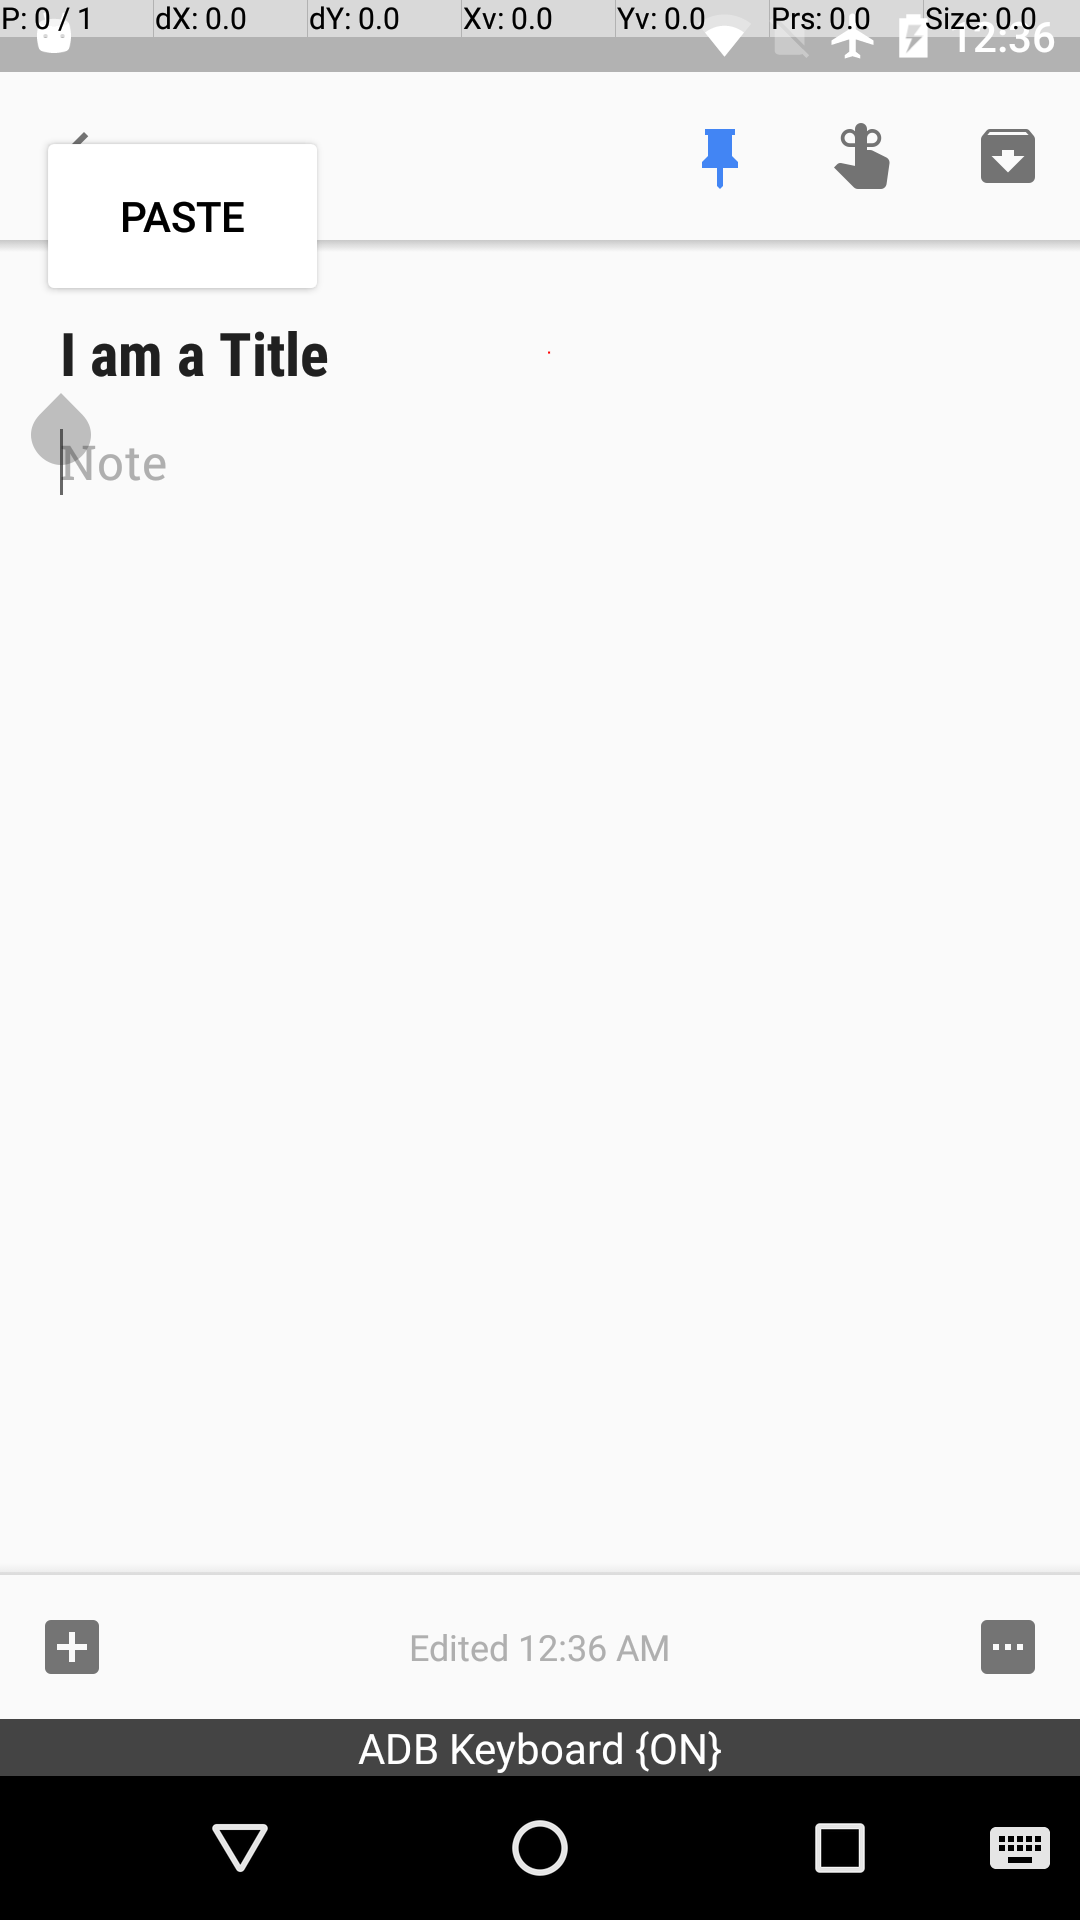 P: 0 / 1 dX: 0.0 dY: 0.0 Xv: 0.0 Yv: 0.0 Prs: 0.0 Size: 0.0
12:36
PASTE
I am a Title
Note
Edited 12:36 AM
ADB Keyboard {ON}